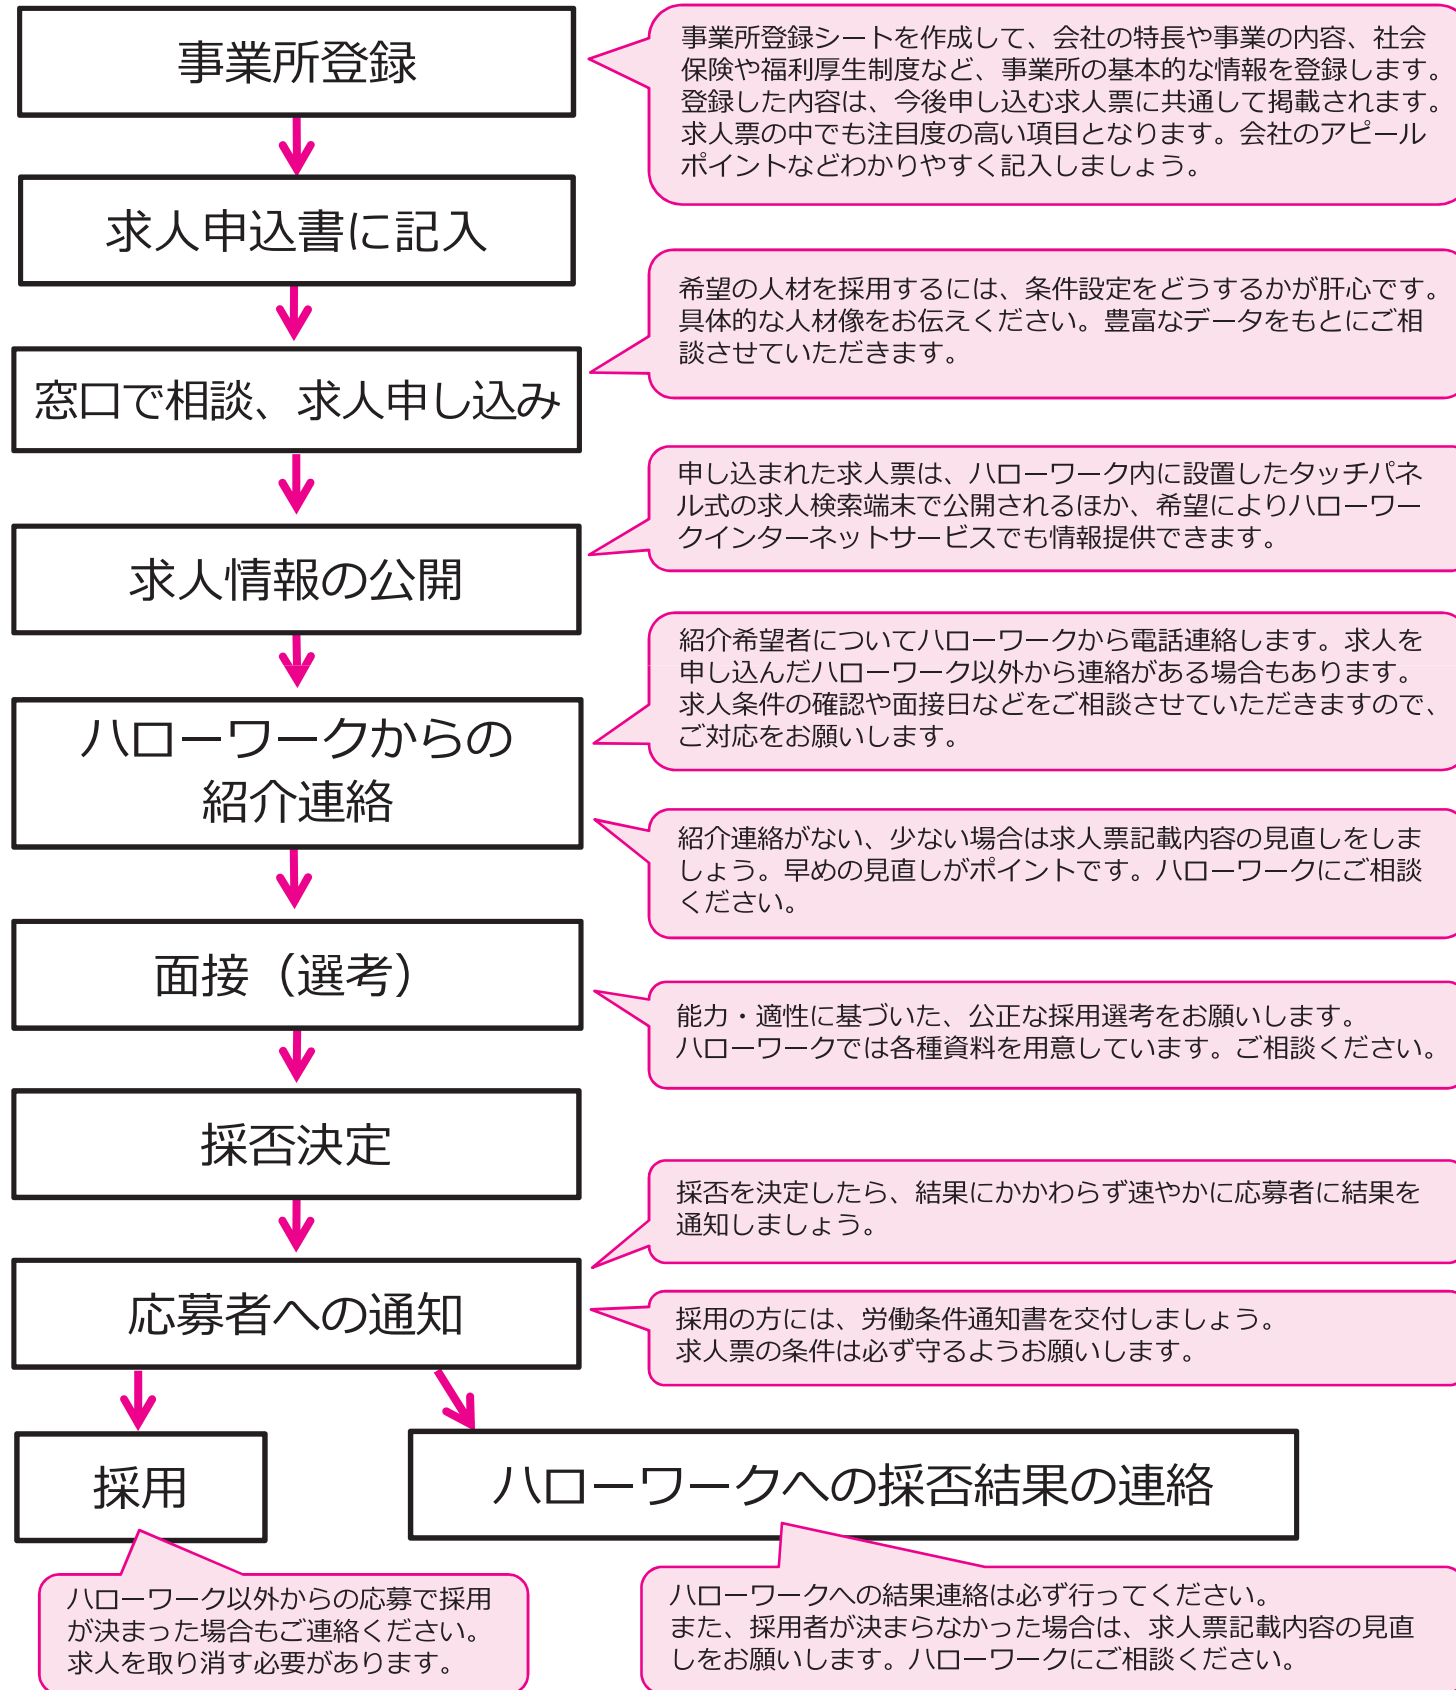 事業所登録
事業所登録シートを作成して、会社の特長や事業の内容、社会
保険や福利厚生制度など、事業所の基本的な情報を登録します。
登録した内容は、今後申し込む求人票に共通して掲載されます。
求人票の中でも注目度の高い項目となります。会社のアピール
ポイントなどわかりやすく記入しましょう。
求人申込書に記入
希望の人材を採用するには、条件設定をどうするかが肝心です。
具体的な人材像をお伝えください。豊富なデータをもとにご相
談させていただきます。
窓口で相談、求人申し込み
申し込まれた求人票は、ハローワーク内に設置したタッチパネ
ル式の求人検索端末で公開されるほか、希望によりハローワー
クインターネットサービスでも情報提供できます。
求人情報の公開
紹介希望者についてハローワークから電話連絡します。求人を
申し込んだハローワーク以外から連絡がある場合もあります。
求人条件の確認や面接日などをご相談させていただきますので、
ご対応をお願いします。
ハローワークからの
紹介連絡
紹介連絡がない、少ない場合は求人票記載内容の見直しをしま
しょう。早めの見直しがポイントです。ハローワークにご相談
ください。
面接（選考）
能力・適性に基づいた、公正な採用選考をお願いします。
ハローワークでは各種資料を用意しています。ご相談ください。
採否決定
採否を決定したら、結果にかかわらず速やかに応募者に結果を
通知しましょう。
応募者への通知
採用の方には、労働条件通知書を交付しましょう。
求人票の条件は必ず守るようお願いします。
採用
ハローワークへの採否結果の連絡
ハローワーク以外からの応募で採用
が決まった場合もご連絡ください。
求人を取り消す必要があります。
ハローワークへの結果連絡は必ず行ってください。
また、採用者が決まらなかった場合は、求人票記載内容の見直
しをお願いします。ハローワークにご相談ください。